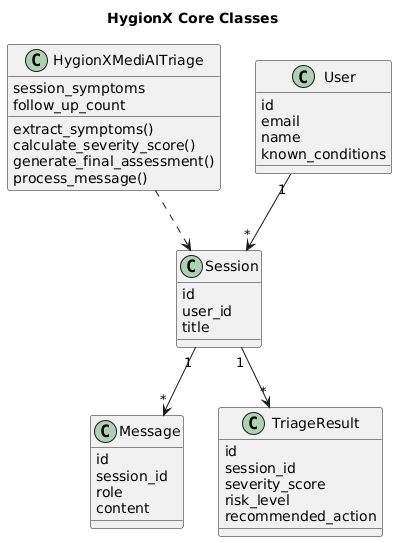 HygionX Core Classes
C HygionXMediAITriage
session_symptoms
follow_up_count
extract_symptoms()
calculate_severity_score()
generate_final_assessment()
process_message()
C User
id
email
name
known_conditions
1
*
C Session
id
user_id
title
1
1
*
*
C Message
id
session_id
role
content
C TriageResult
id
session_id
severity_score
risk_level
recommended_action